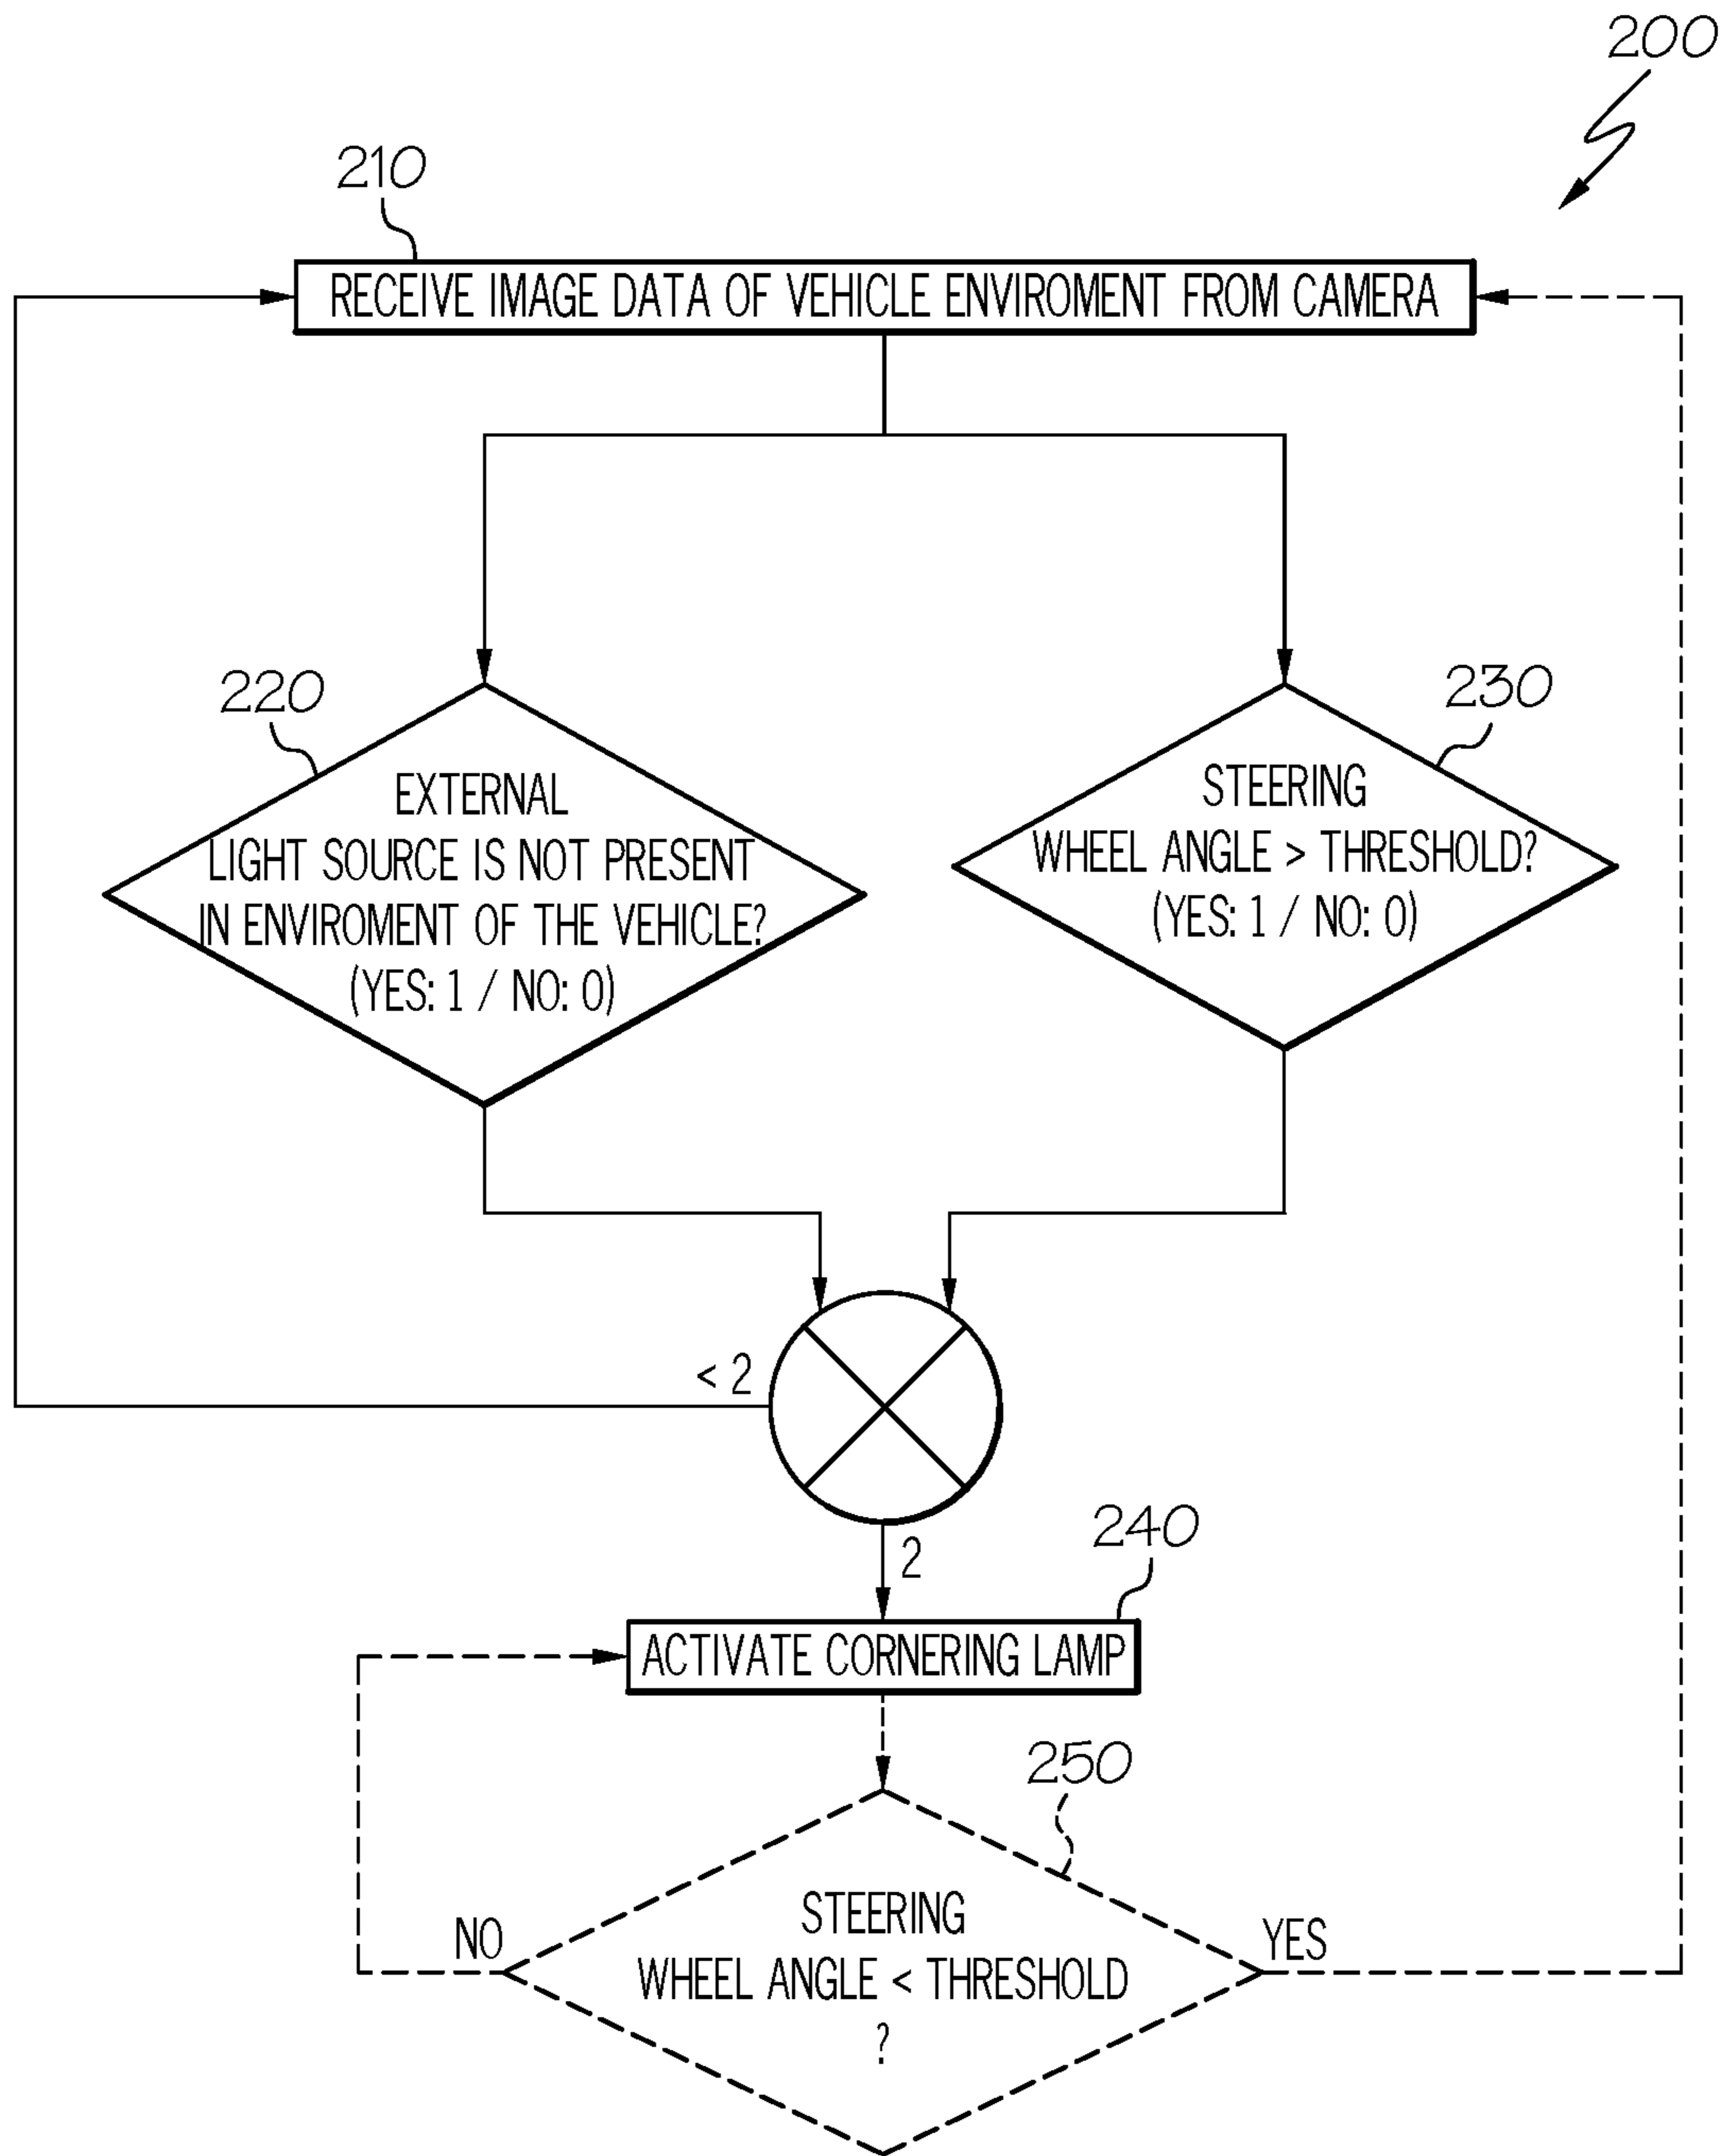 200
210
RECEIVE IMAGE DATA OF VEHICLE ENVIROMENT FROM CAMERA
220
EXTERNAL
LIGHT SOURCE IS NOT PRESENT
IN ENVIROMENT OF THE VEHICLE?
(YES: 1 / NO: 0)
230
STEERING
WHEEL ANGLE > THRESHOLD?
(YES: 1 / NO: 0)
< 2
2
240
ACTIVATE CORNERING LAMP
250
STEERING
WHEEL ANGLE < THRESHOLD
?
NO
YES